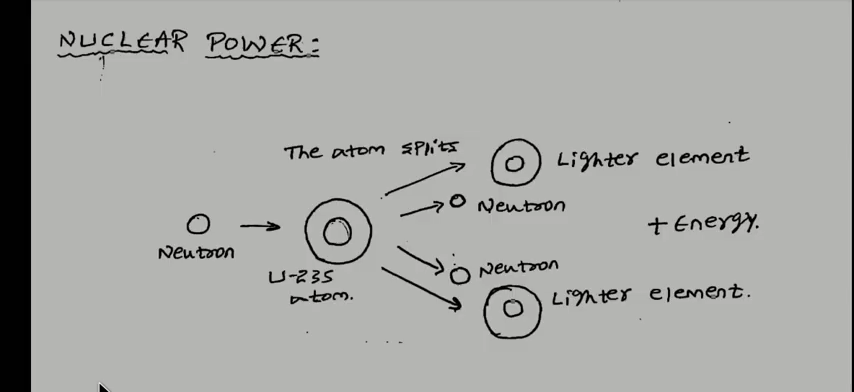 NUCLEAR POWER:
The atom splits
Lighter element
Neutron
+ Energy.
Neutron
U-235
atom.
Neutron
Lighter element.